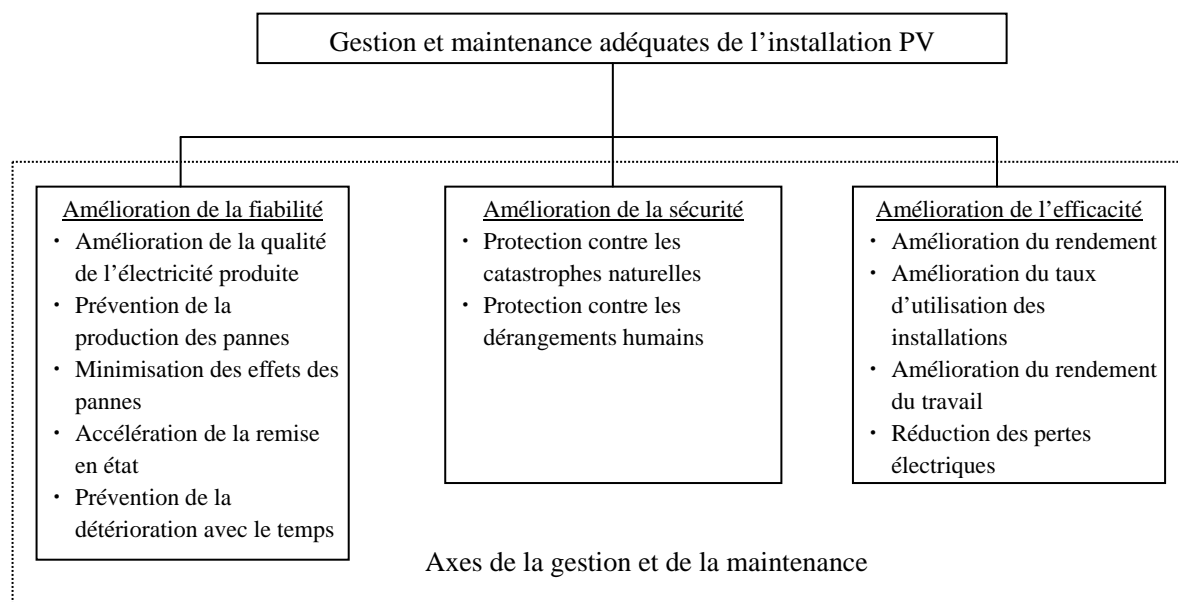 Gestion et maintenance adéquates de l’installation PV
Amélioration de la fiabilité
・ Amélioration de la qualité
de l’électricité produite
・ Prévention de la
production des pannes
・ Minimisation des effets des
pannes
・ Accélération de la remise
en état
・ Prévention de la
détérioration avec le temps
Amélioration de la sécurité
・ Protection contre les
catastrophes naturelles
・ Protection contre les
dérangements humains
Amélioration de l’efficacité
・ Amélioration du rendement
・ Amélioration du taux
d’utilisation des
installations
・ Amélioration du rendement
du travail
・ Réduction des pertes
électriques
Axes de la gestion et de la maintenance